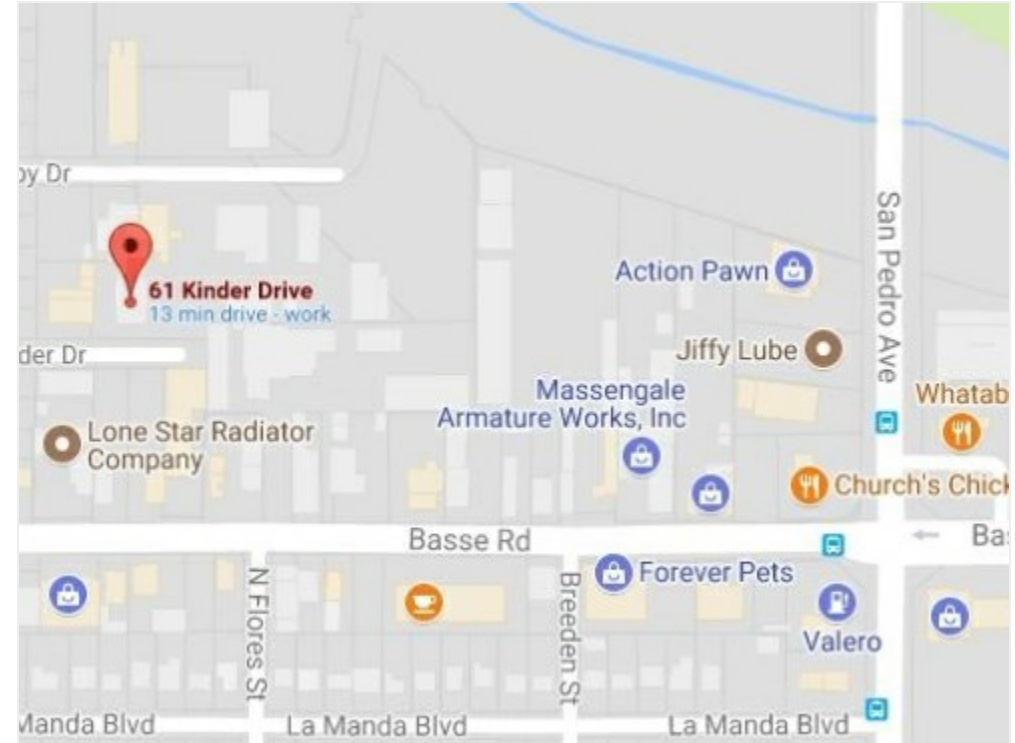 by Dr
61 Kinder Drive
13 min drive - work
der Dr
San Pedro Ave
Action Pawn
Jiffy Lube
Massengale
Armature Works, Inc
Whatab
Lone Star Radiator
Company
Church's Chick
Basse Rd
Bas
N Flores St
Breeden St
Forever Pets
Valero
Manda Blvd
La Manda Blvd
La Manda Blvd